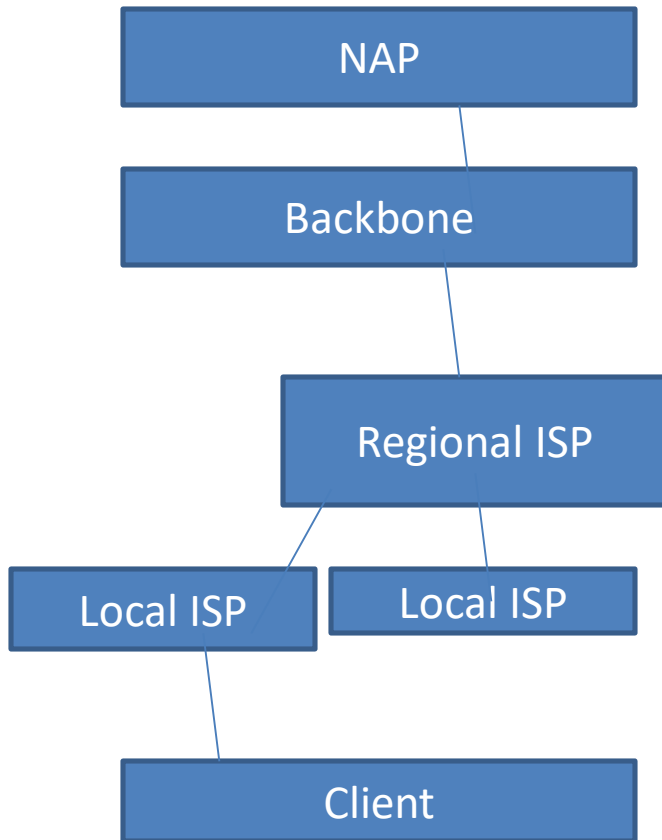 NAP
Backbone
Regional ISP
Local ISP
Local ISP
Client